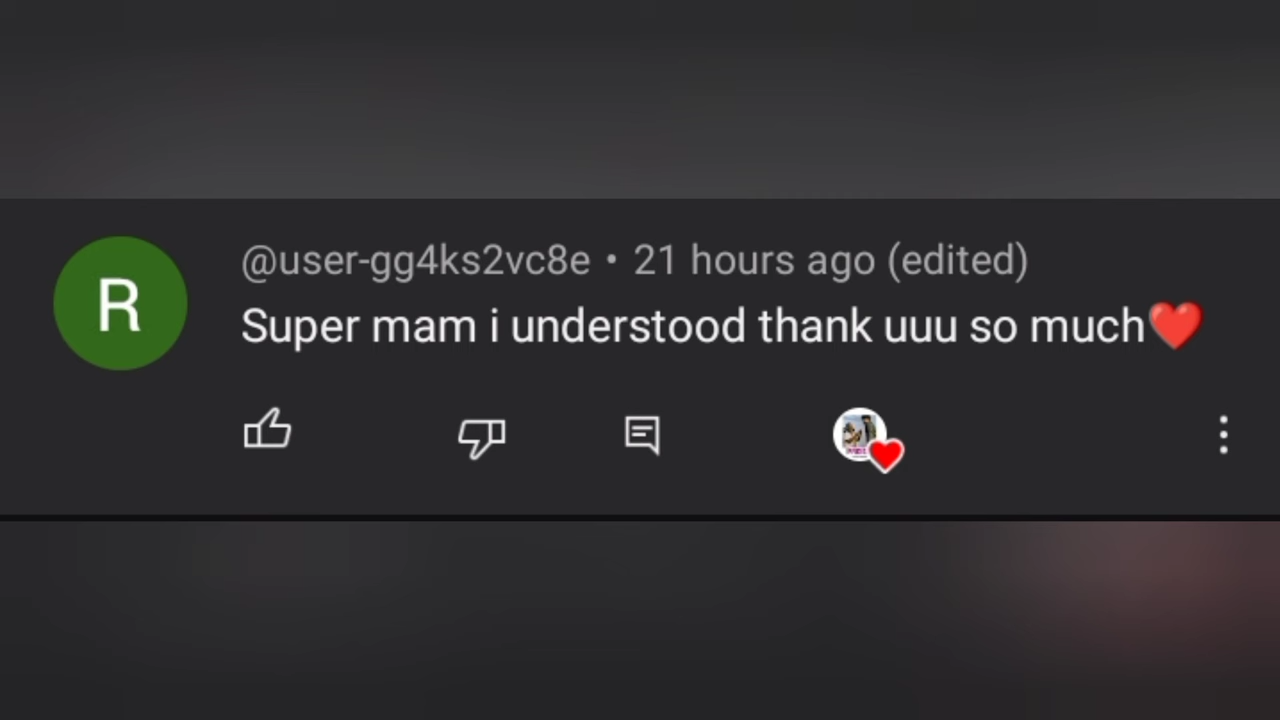 R
@user-gg4ks2vc8e • 21 hours ago (edited)
Super mam i understood thank uuu so much❤️